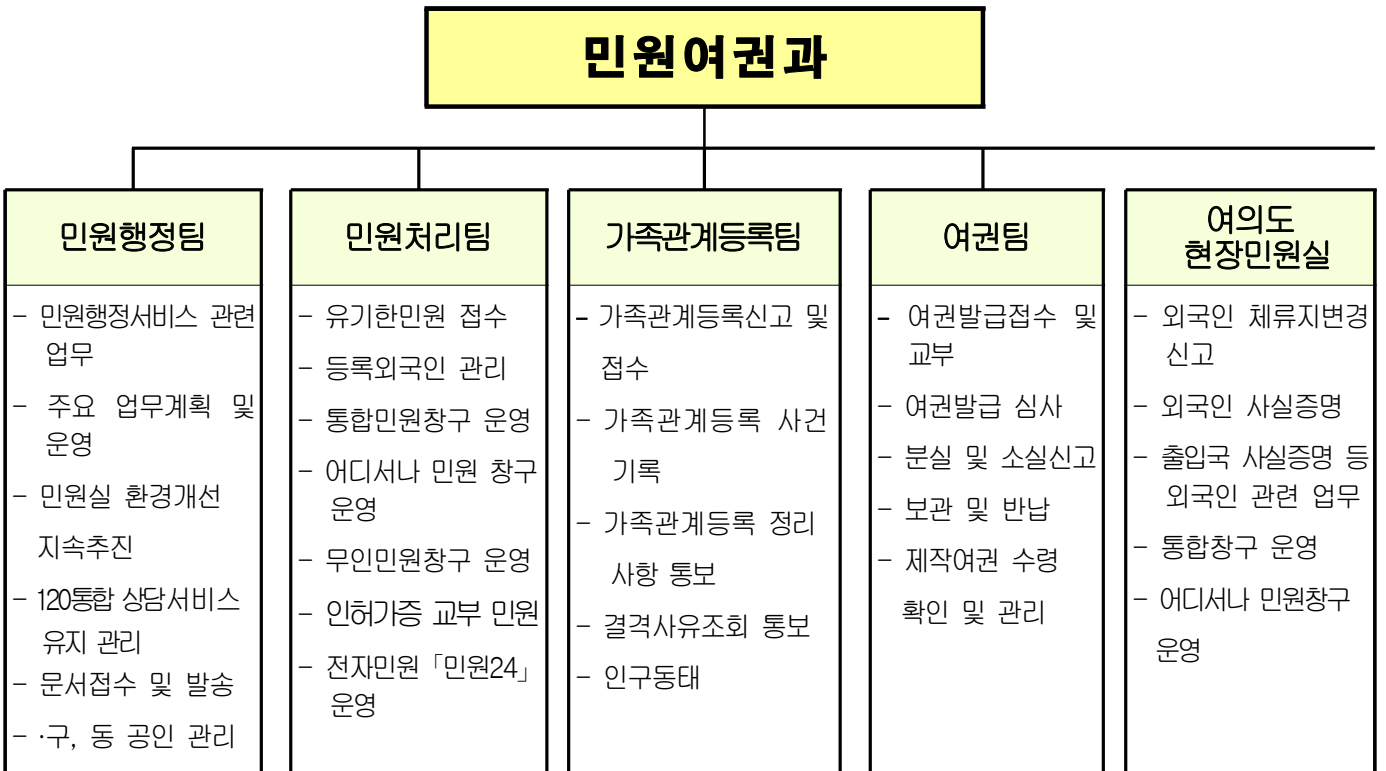 민원여권과
민원행정팀
- 민원행정서비스 관련
업무
- 주요 업무계획 및
운영
- 민원실 환경개선
지속추진
- 120통합 상담서비스
유지 관리
- 문서접수 및 발송
- ·구, 동 공인 관리
민원처리팀
- 유기한민원 접수
- 등록외국인 관리
- 통합민원창구 운영
- 어디서나 민원 창구
운영
- 무인민원창구 운영
- 인허가증 교부 민원
- 전자민원「민원24」
운영
가족관계등록팀
- 가족관계등록신고 및
접수
- 가족관계등록 사건
기록
- 가족관계등록 정리
사항 통보
- 결격사유조회 통보
- 인구동태
여권팀
- 여권발급접수 및
교부
- 여권발급 심사
- 분실 및 소실신고
- 보관 및 반납
- 제작여권 수령
확인 및 관리
여의도
현장민원실
- 외국인 체류지변경
신고
- 외국인 사실증명
- 출입국 사실증명 등
외국인 관련 업무
- 통합창구 운영
- 어디서나 민원창구
운영